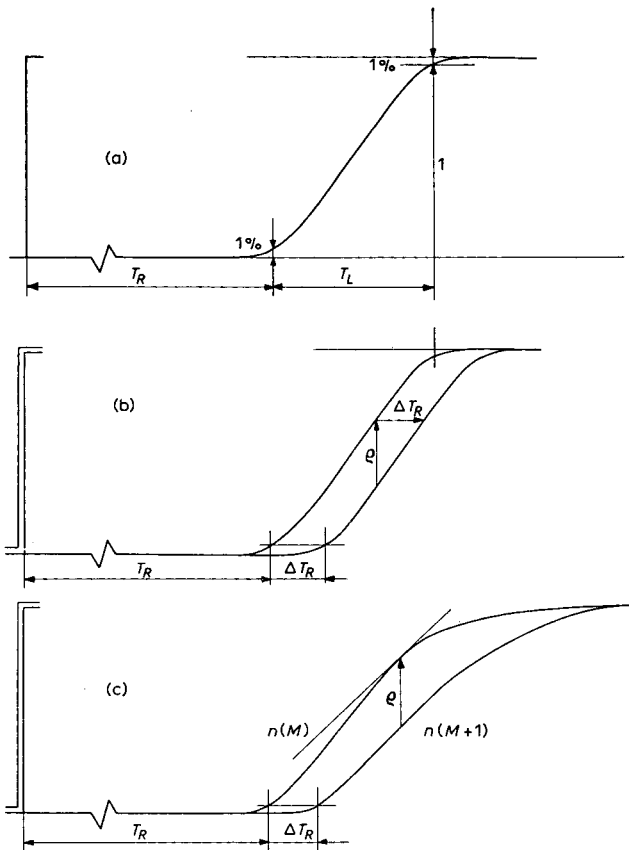 1%
(a)
1
1%
T_R
T_L
(b)
ΔT_R
ϱ
T_R
ΔT_R
(c)
ϱ
n(M)
n(M+1)
T_R
ΔT_R